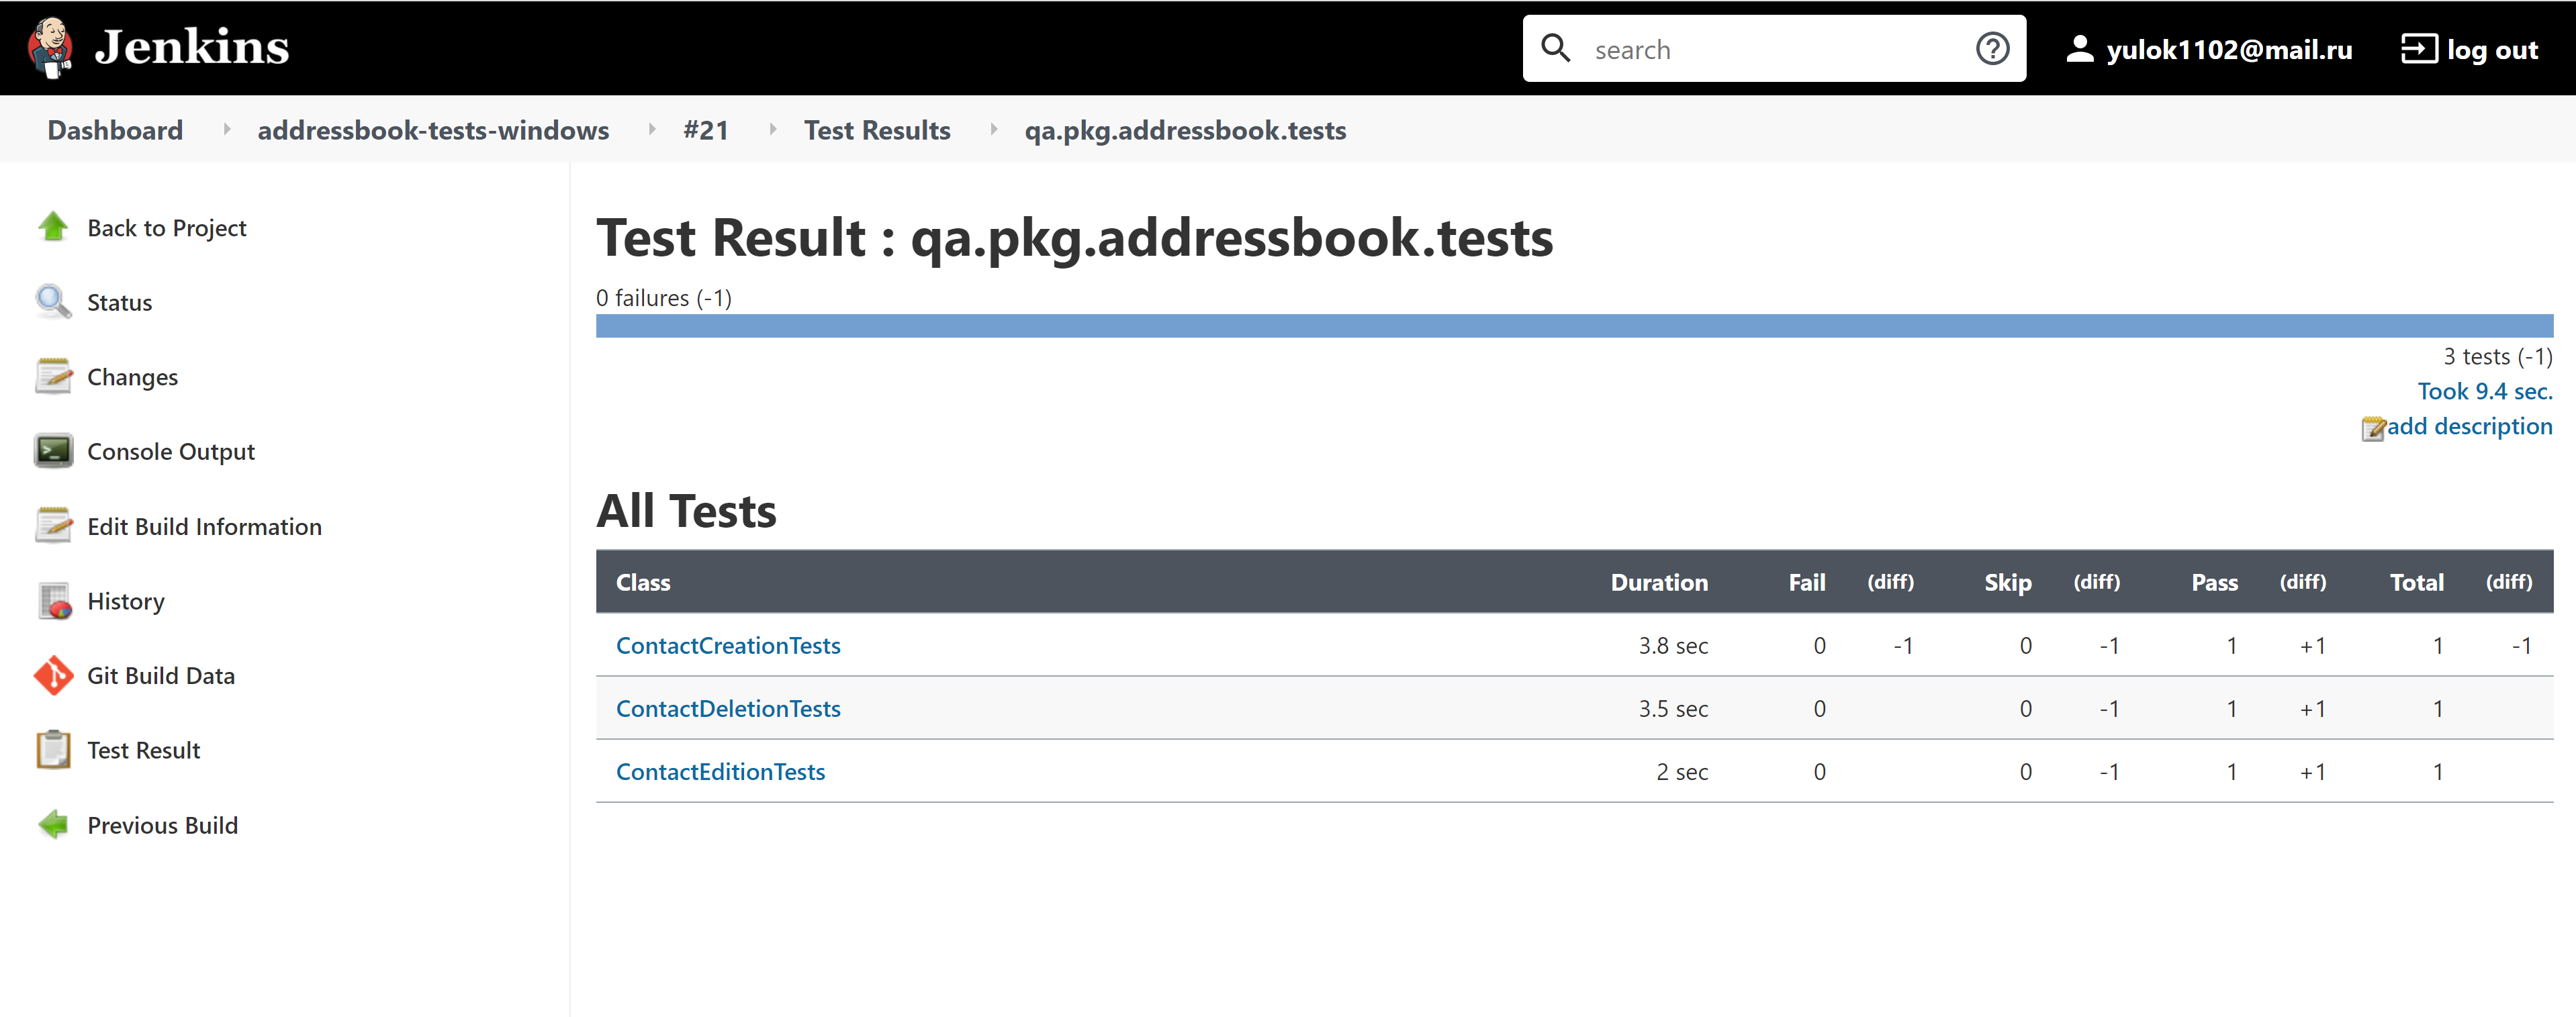 Jenkins
search
yulok1102@mail.ru
log out
Dashboard addressbook-tests-windows #21 Test Results qa.pkg.addressbook.tests
Back to Project
Status
Changes
Console Output
Edit Build Information
History
Git Build Data
Test Result
Previous Build
Test Result : qa.pkg.addressbook.tests
0 failures (-1)
3 tests (-1)
Took 9.4 sec.
add description
All Tests
Class Duration Fail (diff) Skip (diff) Pass (diff) Total (diff)
ContactCreationTests 3.8 sec 0 -1 0 -1 1 +1 1 -1
ContactDeletionTests 3.5 sec 0 0 -1 1 +1 1
ContactEditionTests 2 sec 0 0 -1 1 +1 1